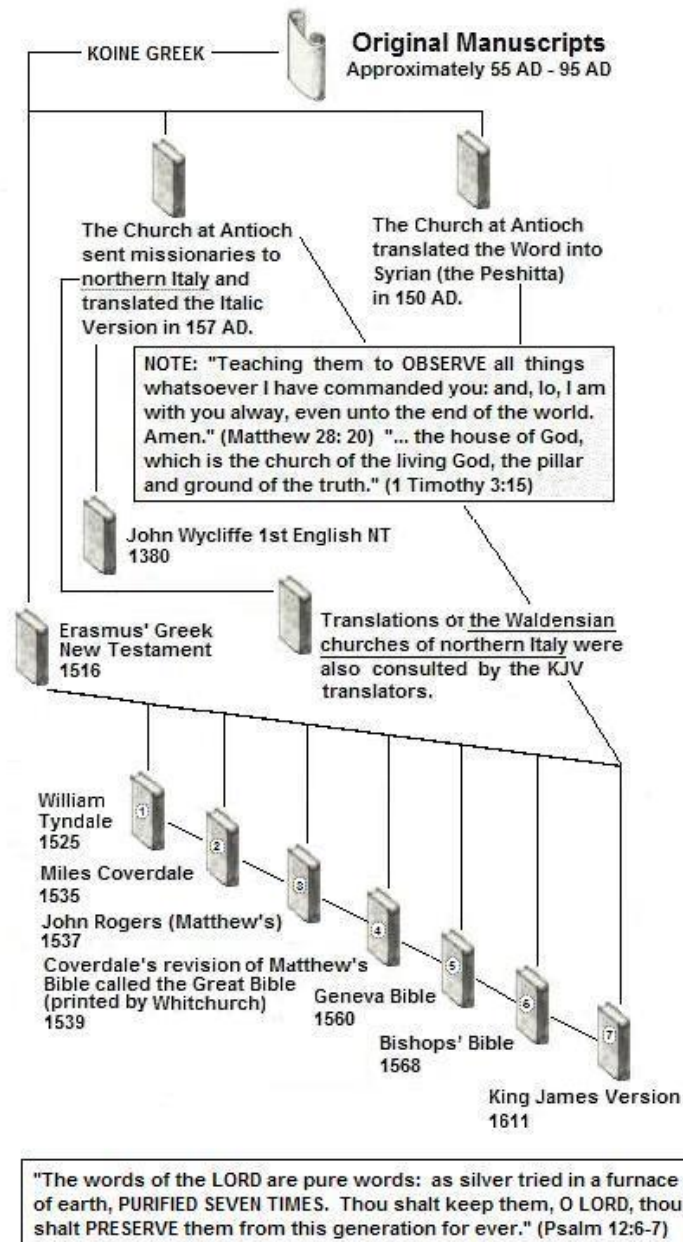 KOINE GREEK
Original Manuscripts
Approximately 55 AD - 95 AD
The Church at Antioch
sent missionaries to
northern Italy and
translated the Italic
Version in 157 AD.
The Church at Antioch
translated the Word into
Syrian (the Peshitta)
in 150 AD.
NOTE: "Teaching them to OBSERVE all things
whatsoever I have commanded you: and, lo, I am
with you alway, even unto the end of the world.
Amen." (Matthew 28: 20) "... the house of God,
which is the church of the living God, the pillar
and ground of the truth." (1 Timothy 3:15)
John Wycliffe 1st English NT
1380
Translations or the Waldensian
churches of northern Italy were
also consulted by the KJV
translators.
Erasmus' Greek
New Testament
1516
1
William
Tyndale
1525
2
Miles Coverdale
1535
3
John Rogers (Matthew's)
1537
4
Coverdale's revision of Matthew's
Bible called the Great Bible
(printed by Whitchurch)
1539
5
Geneva Bible
1560
6
Bishops' Bible
1568
7
King James Version
1611
"The words of the LORD are pure words: as silver tried in a furnace
of earth, PURIFIED SEVEN TIMES. Thou shalt keep them, O LORD, thou
shalt PRESERVE them from this generation for ever." (Psalm 12:6-7)